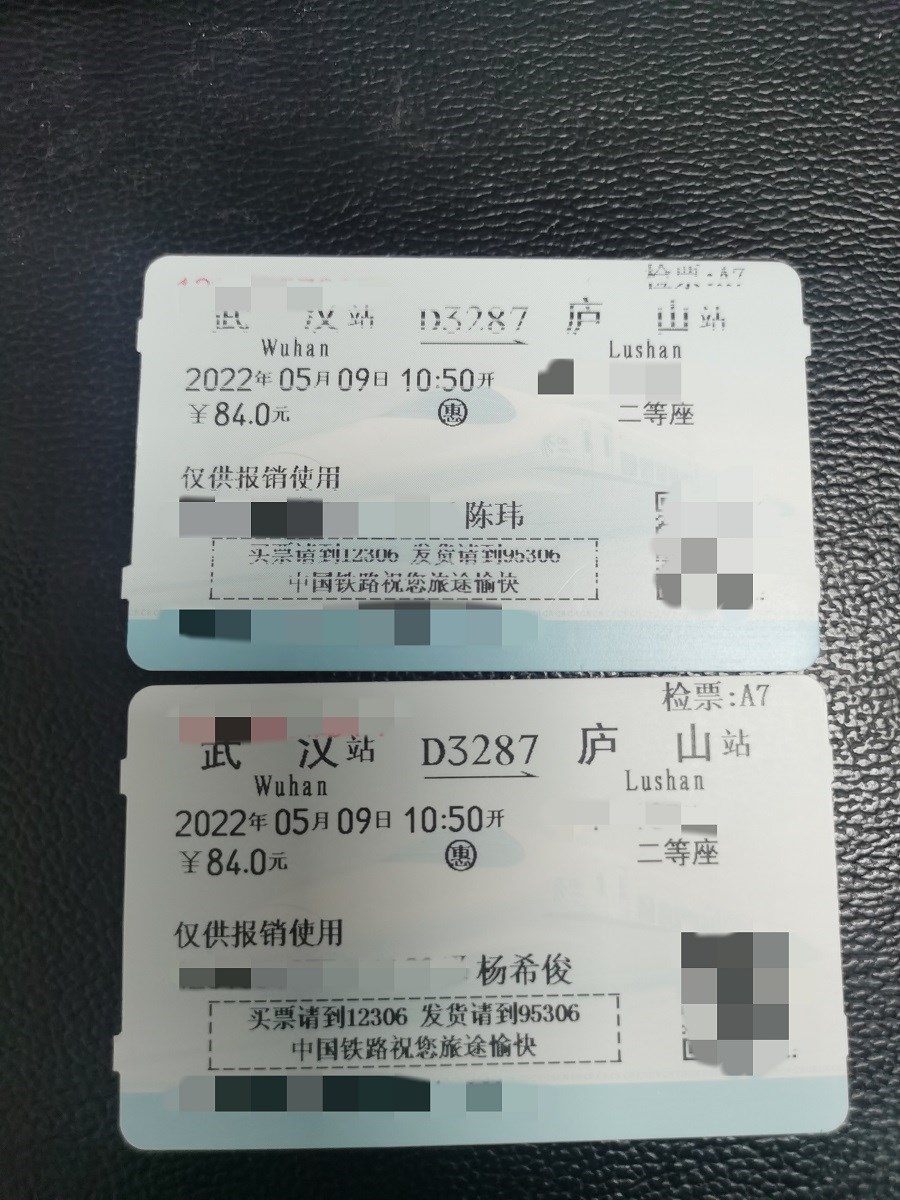 检票:A7
武 汉站 D3287 庐 山站
Wuhan Lushan
2022年05月09日 10:50开
￥84.0元 惠 二等座
仅供报销使用
陈玮
买票请到12306 发货请到95306
中国铁路祝您旅途愉快
检票:A7
武 汉站 D3287 庐 山站
Wuhan Lushan
2022年05月09日 10:50开
￥84.0元 惠 二等座
仅供报销使用
杨希俊
买票请到12306 发货请到95306
中国铁路祝您旅途愉快